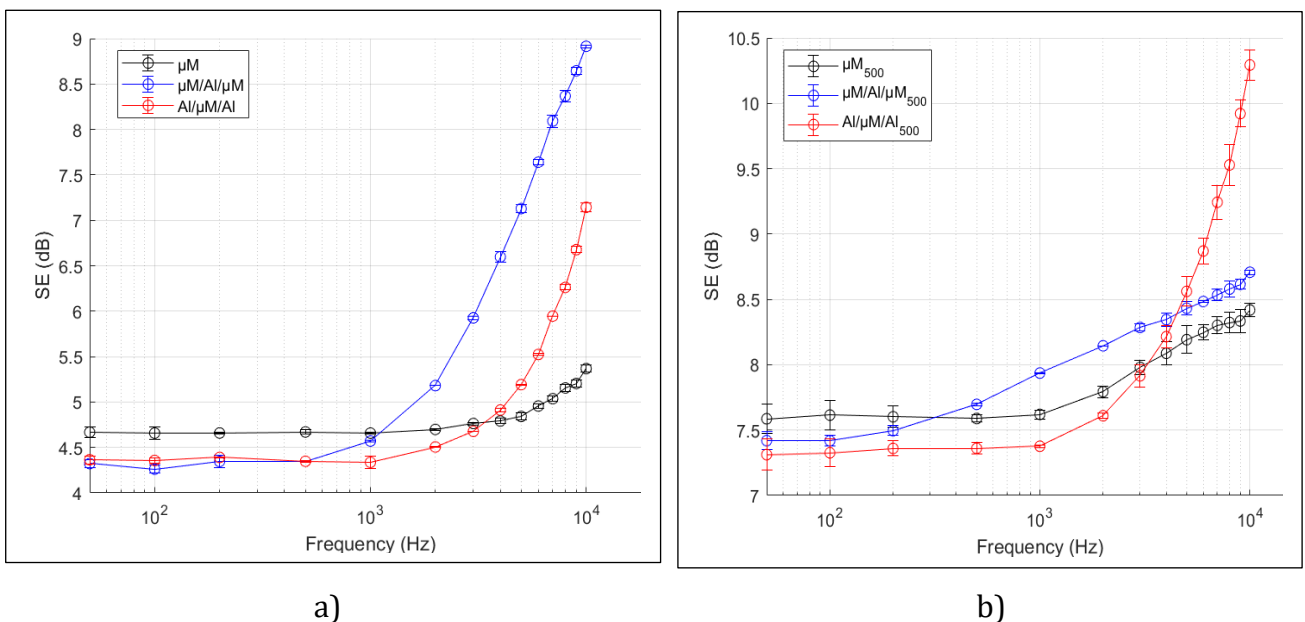 9
8.5
8
7.5
7
6.5
6
5.5
5
4.5
4
SE (dB)
µM
µM/Al/µM
Al/µM/Al
10²
10³
10⁴
Frequency (Hz)
a)
10.5
10
9.5
9
8.5
8
7.5
7
SE (dB)
µM₅₀₀
µM/Al/µM₅₀₀
Al/µM/Al₅₀₀
10²
10³
10⁴
Frequency (Hz)
b)